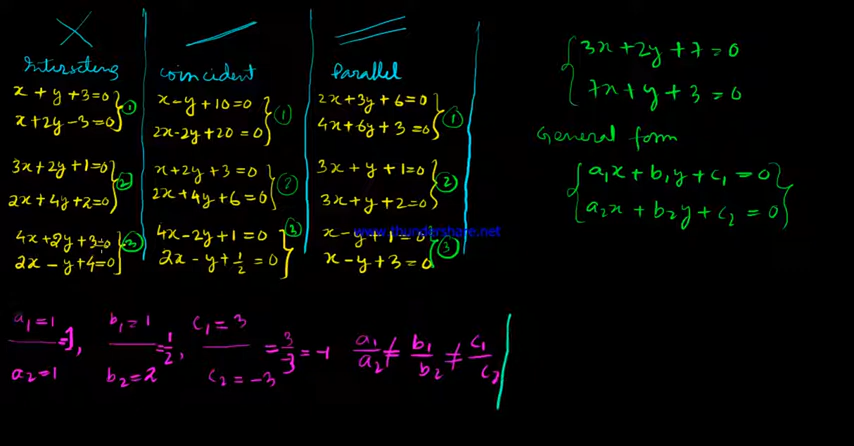 Intersecting
x + y + 3 = 0
x + 2y - 3 = 0 } ①
3x + 2y + 1 = 0
2x + 4y + 2 = 0 } ②
4x + 2y + 3 = 0
2x - y + 4 = 0 } ③
coincident
x - y + 10 = 0
2x - 2y + 20 = 0 } ①
x + 2y + 3 = 0
2x + 4y + 6 = 0 } ②
4x - 2y + 1 = 0
2x - y + 1/2 = 0 } ③
Parallel
2x + 3y + 6 = 0
4x + 6y + 3 = 0 } ①
3x + y + 1 = 0
3x + y + 2 = 0 } ②
x - y + 1 = 0
x - y + 3 = 0 } ③
www.thundershare.net
{ 3x + 2y + 7 = 0
7x + y + 3 = 0
General form
{ a₁x + b₁y + c₁ = 0 }
a₂x + b₂y + c₂ = 0
a₁ = 1 / a₂ = 1 = 1, b₁ = 1 / b₂ = 2 = 1/2, c₁ = 3 / c₂ = -3 = 3/-3 = -1 a₁/a₂ ≠ b₁/b₂ ≠ c₁/c₂